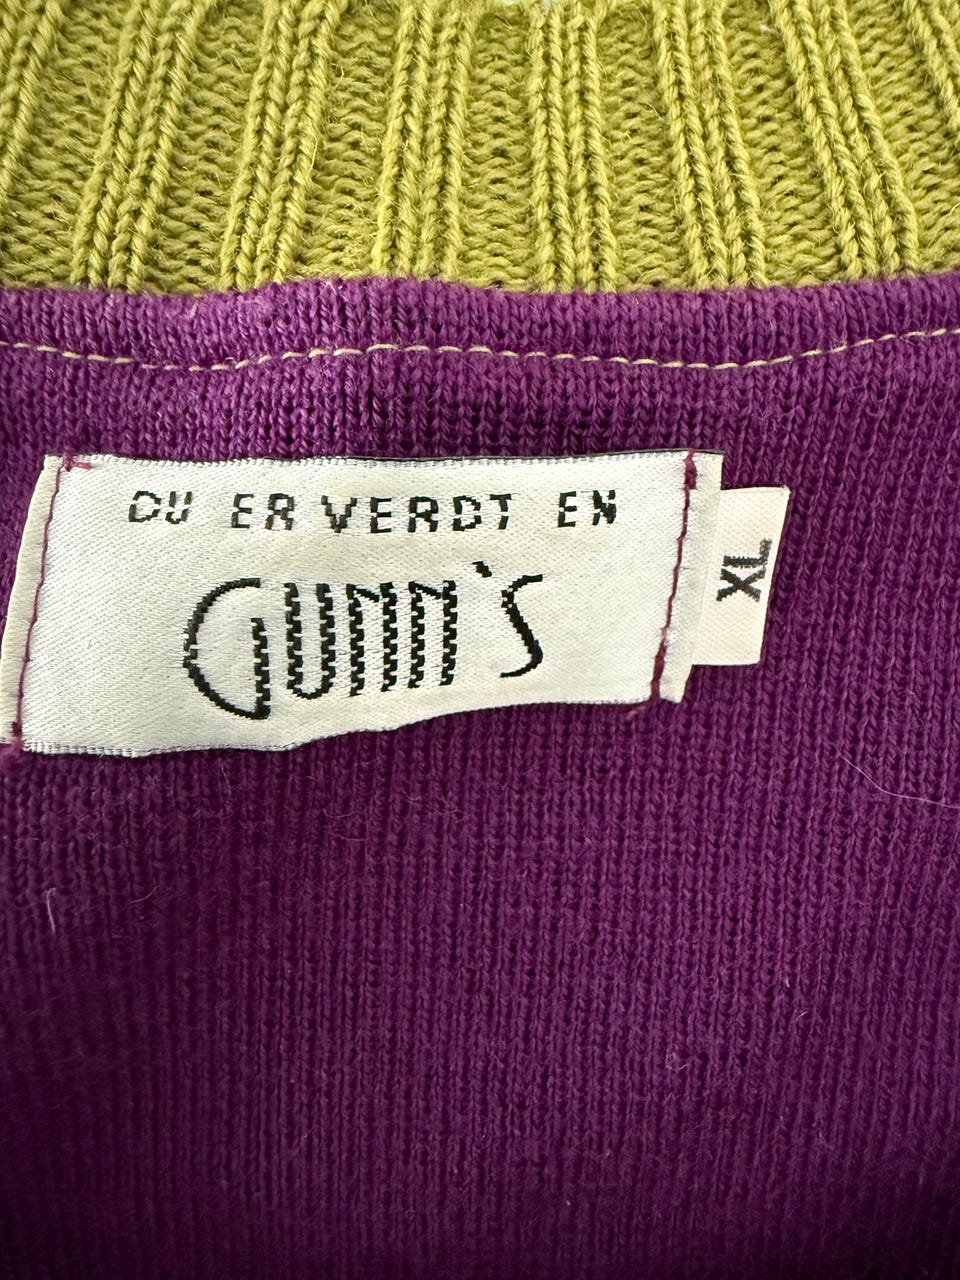 DU ER VERDT EN
GUNN'S
XL